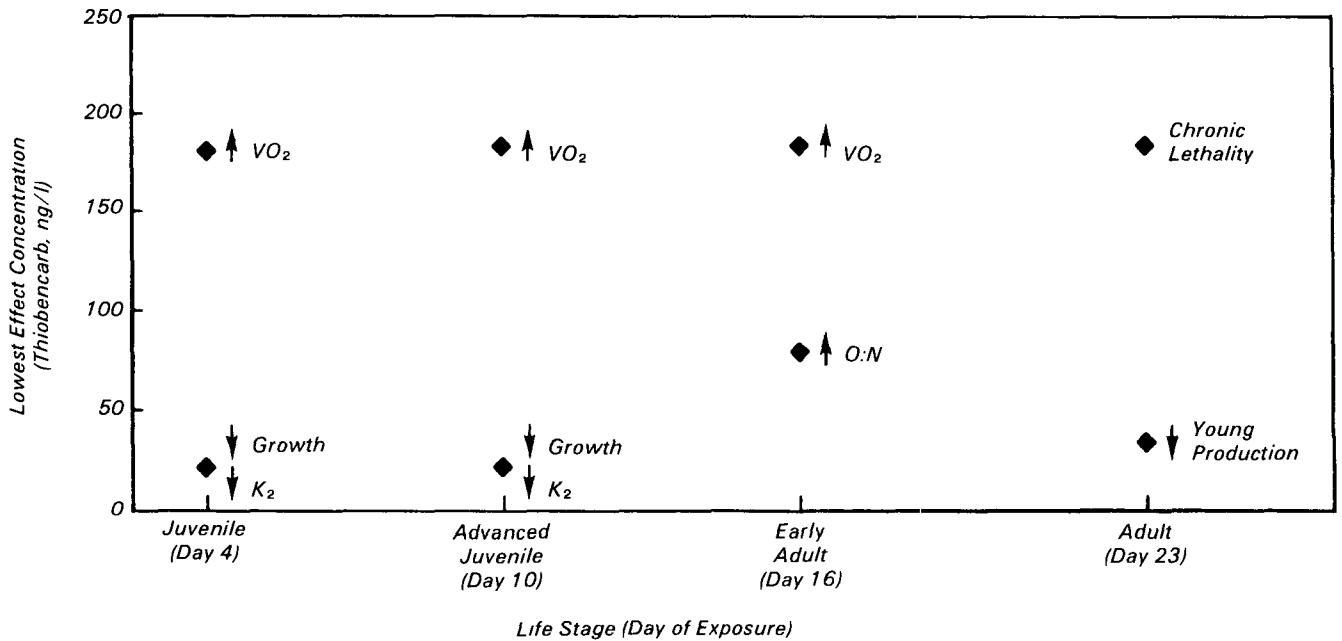 250
200
150
100
50
0
Lowest Effect Concentration
(Thiobencarb, ng/l)
VO₂
VO₂
VO₂
Chronic
Lethality
O:N
Growth
K₂
Growth
K₂
Young
Production
Juvenile
(Day 4)
Advanced
Juvenile
(Day 10)
Early
Adult
(Day 16)
Adult
(Day 23)
Life Stage (Day of Exposure)